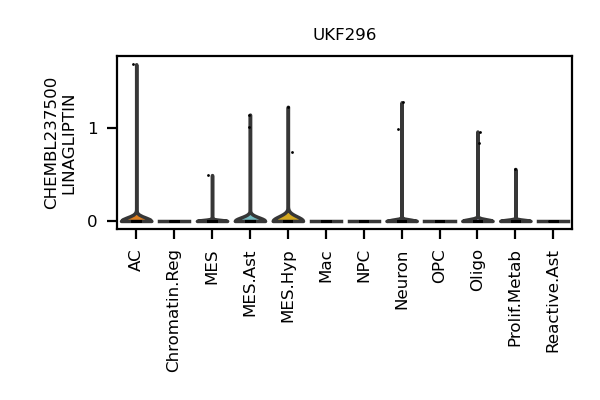 UKF296
CHEMBL237500
LINAGLIPTIN
1
0
AC
Chromatin.Reg
MES
MES.Ast
MES.Hyp
Mac
NPC
Neuron
OPC
Oligo
Prolif.Metab
Reactive.Ast